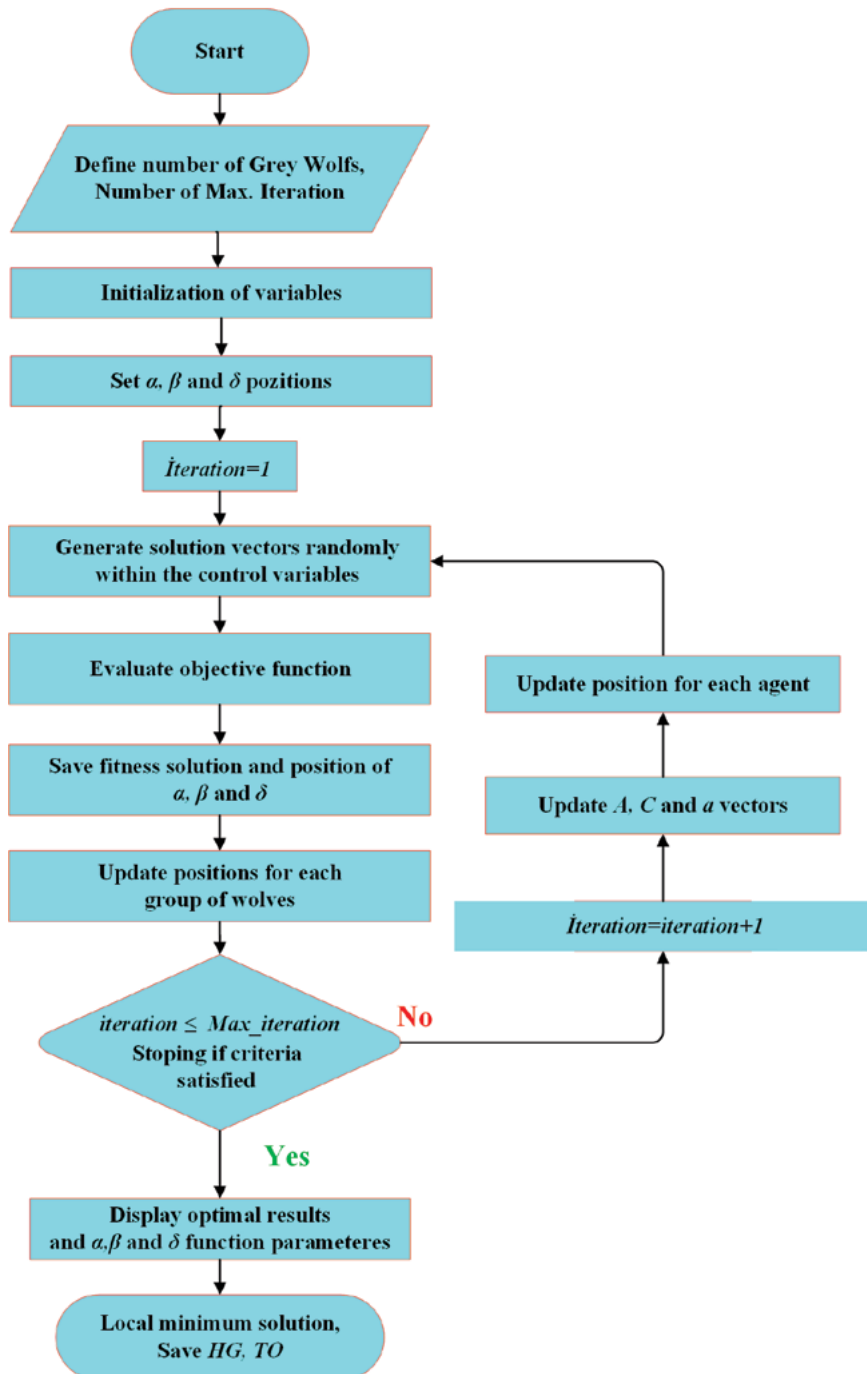 Start
Define number of Grey Wolfs,
Number of Max. Iteration
Initialization of variables
Set α, β and δ pozitions
İteration=1
Generate solution vectors randomly
within the control variables
Evaluate objective function
Save fitness solution and position of
α, β and δ
Update positions for each
group of wolves
iteration ≤ Max_iteration
Stoping if criteria
satisfied
No
İteration=iteration+1
Update A, C and a vectors
Update position for each agent
Yes
Display optimal results
and α,β and δ function parameteres
Local minimum solution,
Save HG, TO